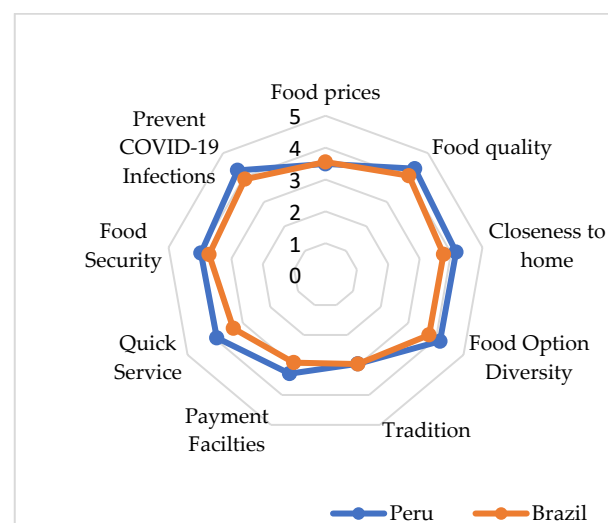 Food prices
Prevent
COVID-19
Infections
Food quality
5
4
3
2
1
0
Food
Security
Closeness to
home
Quick
Service
Food Option
Diversity
Payment
Facilties
Tradition
Peru
Brazil